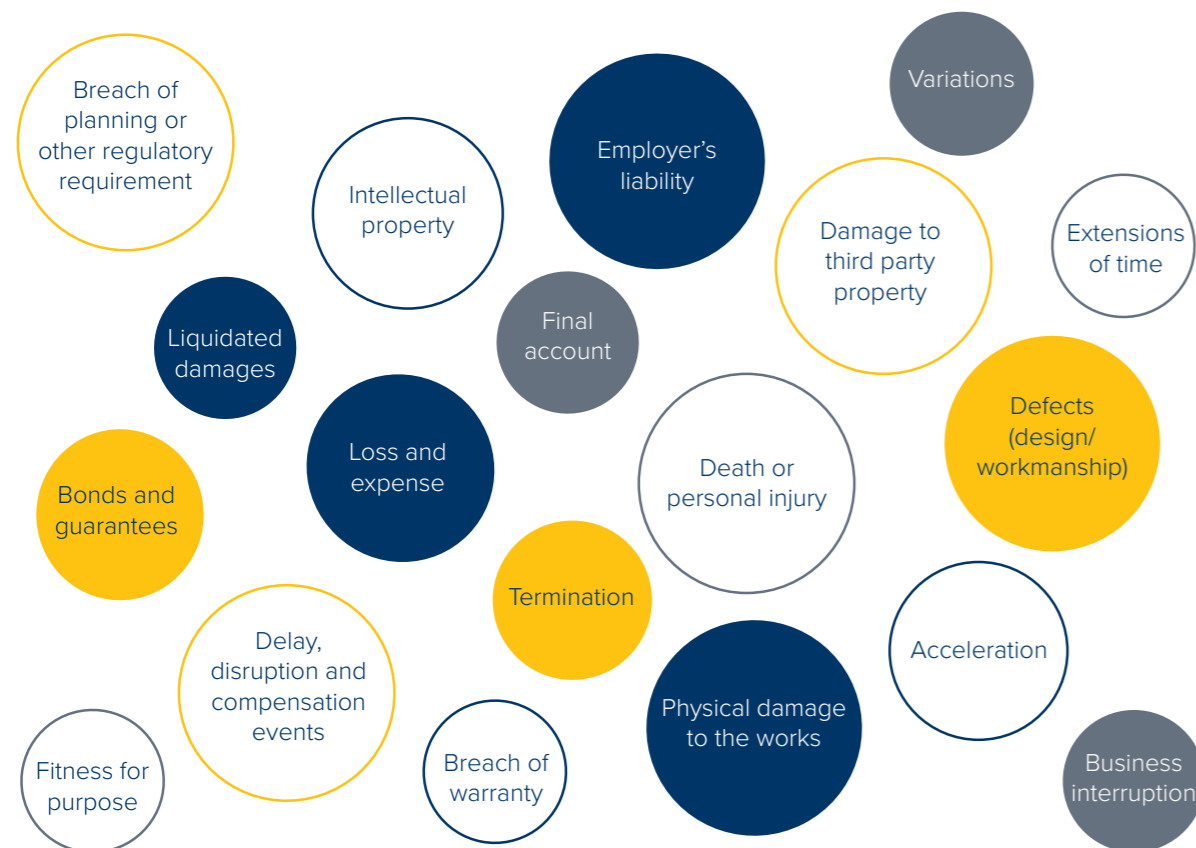 Breach of
planning or
other regulatory
requirement
Intellectual
property
Employer’s
liability
Variations
Damage to
third party
property
Extensions
of time
Liquidated
damages
Final
account
Loss and
expense
Death or
personal injury
Defects
(design/
workmanship)
Bonds and
guarantees
Termination
Delay,
disruption and
compensation
events
Physical damage
to the works
Acceleration
Fitness for
purpose
Breach of
warranty
Business
interruption